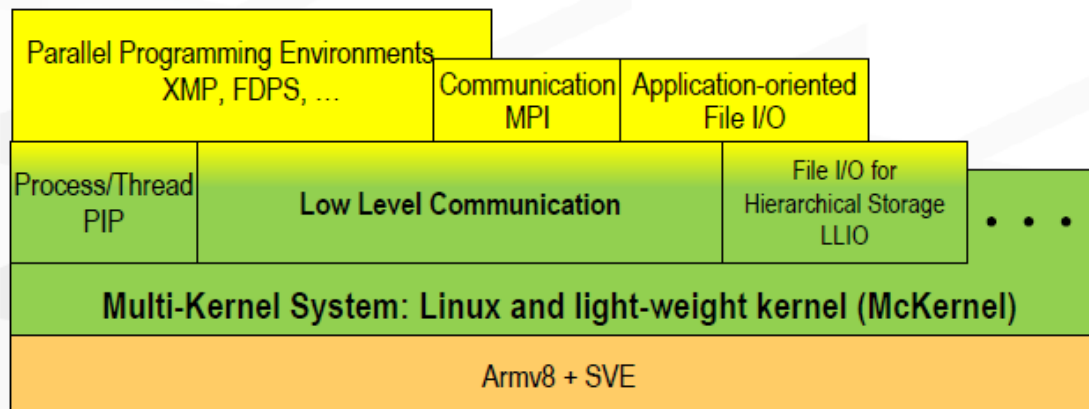 Parallel Programming Environments
XMP, FDPS, ...
Communication
MPI
Application-oriented
File I/O
Process/Thread
PIP
Low Level Communication
File I/O for
Hierarchical Storage
LLIO
• • •
Multi-Kernel System: Linux and light-weight kernel (McKernel)
Armv8 + SVE